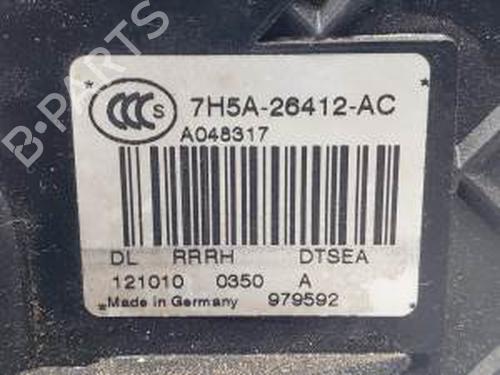 B-PARTS
CCC S 7H5A-26412-AC
A048317
DL RRRH DTSEA
121010 0350 A
Made in Germany 979592